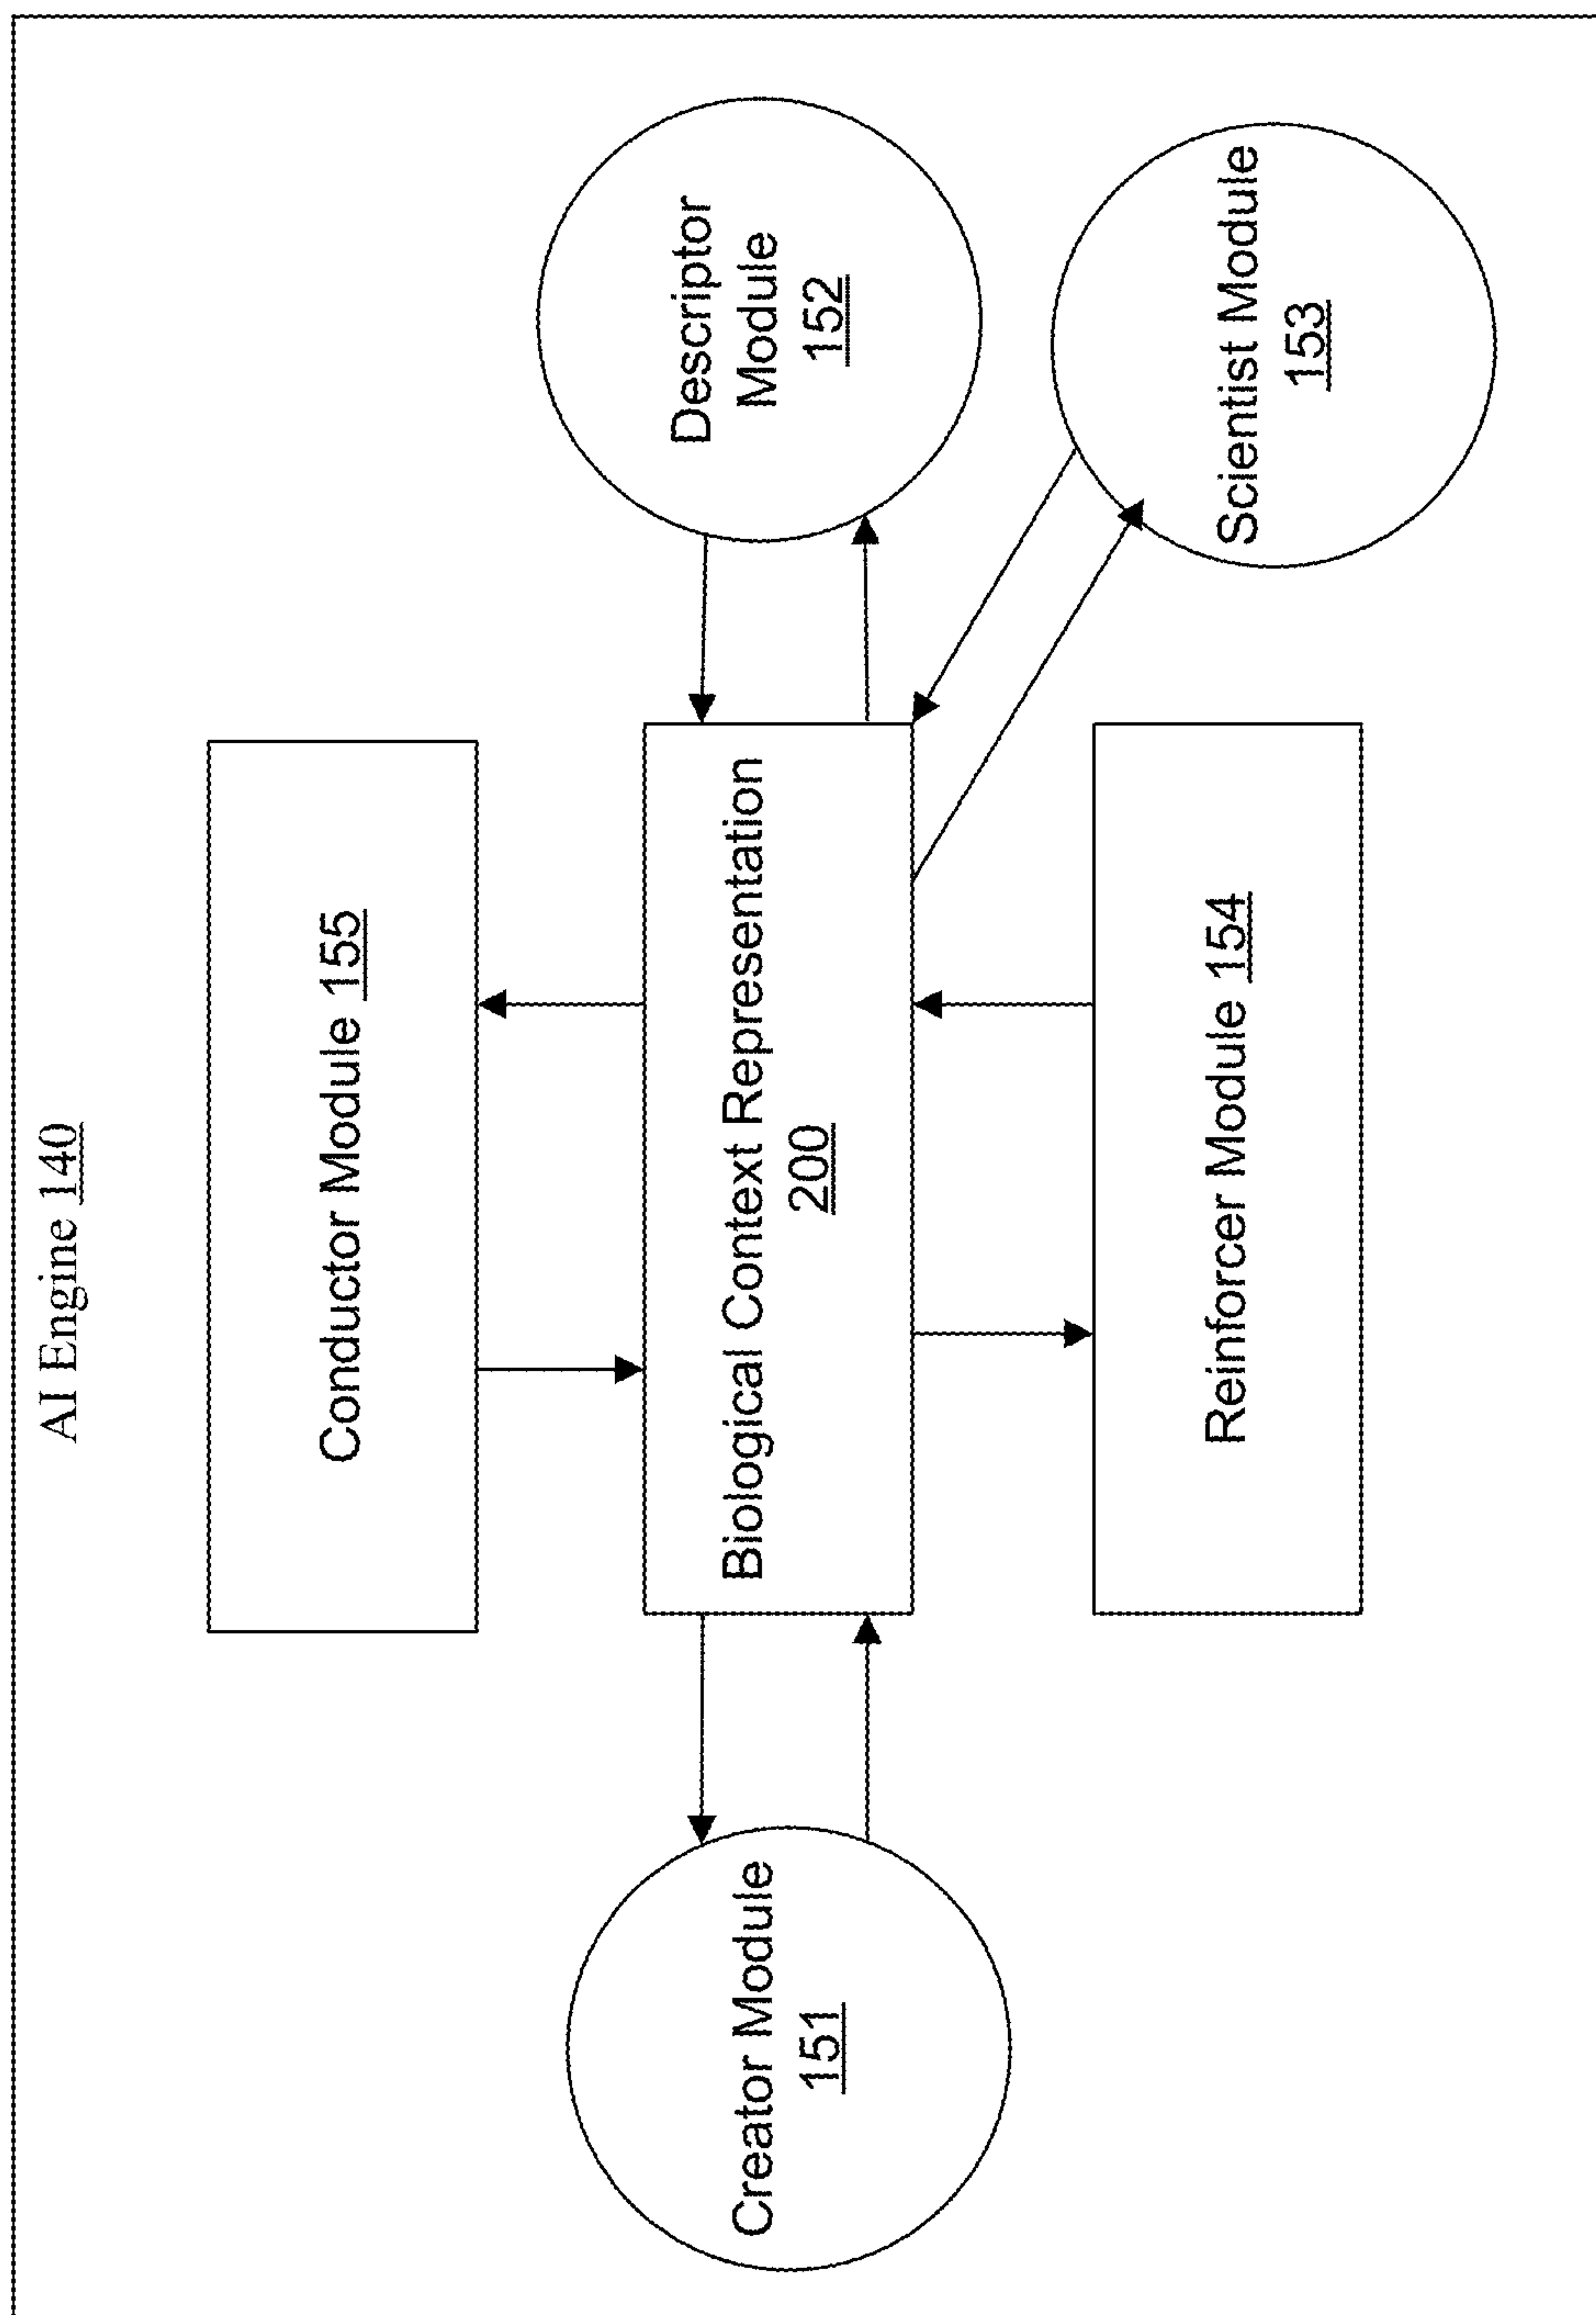 AI Engine 140
Conductor Module 155
Creator Module
151
Biological Context Representation
200
Descriptor
Module
152
Reinforcer Module 154
Scientist Module
153